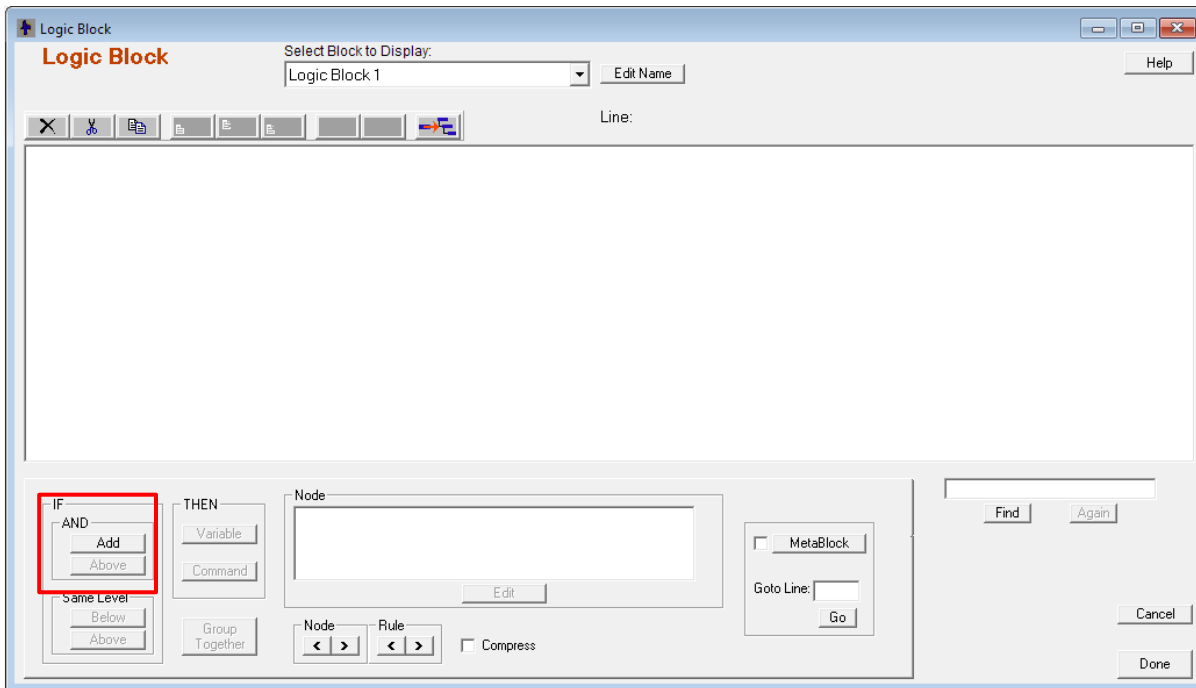 Logic Block
Logic Block
Select Block to Display:
Logic Block 1
Edit Name
Help
Line:
IF
AND
Add
Above
Same Level
Below
Above
THEN
Variable
Command
Group
Together
Node
Edit
Node
Rule
< >
< >
Compress
MetaBlock
Goto Line:
Go
Find
Again
Cancel
Done